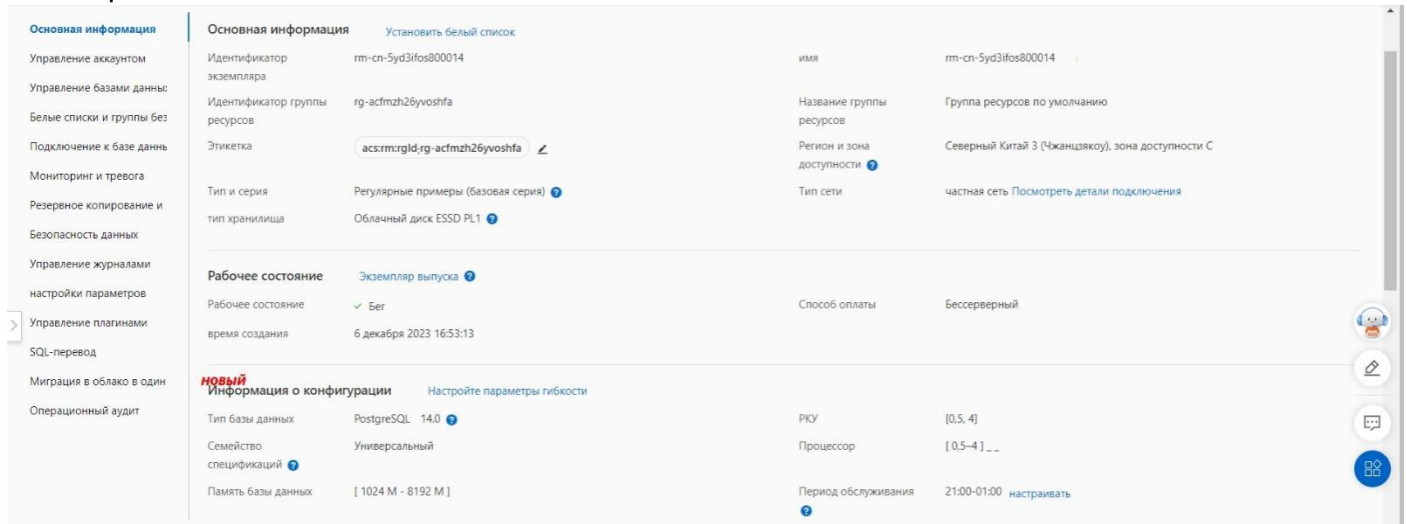 Основная информация
Управление аккаунтом
Управление базами данны
Белые списки и группы без
Подключение к базе даннь
Мониторинг и тревога
Резервное копирование и
Безопасность данных
Управление журналами
настройки параметров
Управление плагинами
SQL-перевод
Миграция в облако в один
Операционный аудит
Основная информация Установить белый список
Идентификатор экземпляра rm-cn-5yd3ifos800014 имя rm-cn-5yd3ifos800014
Идентификатор группы ресурсов rg-acfmzh26yvoshfa Название группы ресурсов Группа ресурсов по умолчанию
Этикетка acs:rm:rgId:rg-acfmzh26yvoshfa Регион и зона доступности Северный Китай 3 (Чжанцзякоу), зона доступности C
Тип и серия Регулярные примеры (базовая серия) Тип сети частная сеть Посмотреть детали подключения
тип хранилища Облачный диск ESSD PL1
Рабочее состояние Экземпляр выпуска
Рабочее состояние Бег Способ оплаты Бессерверный
время создания 6 декабря 2023 16:53:13
новый
Информация о конфигурации Настройте параметры гибкости
Тип базы данных PostgreSQL 14.0 РКУ [0,5, 4]
Семейство спецификаций Универсальный Процессор [ 0,5–4 ] _ _
Память базы данных [ 1024 M - 8192 M ] Период обслуживания 21:00-01:00 настраивать